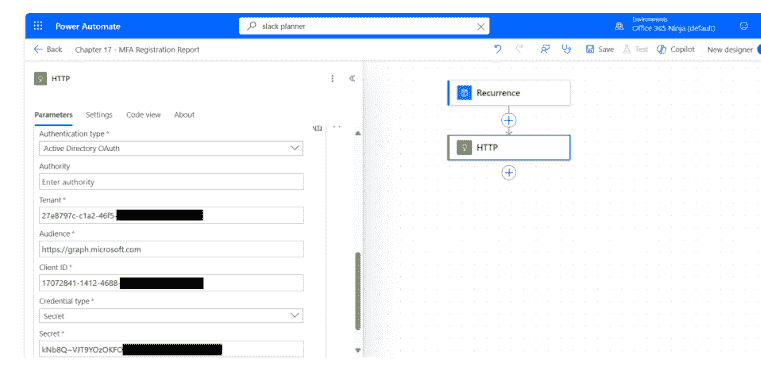 Power Automate
slack planner
Environments
Office 365 Ninja (default)
Back
Chapter 17 - MFA Registration Report
Save
Test
Copilot
New designer
HTTP
Parameters
Settings
Code view
About
Authentication type *
Active Directory OAuth
Authority
Enter authority
Tenant *
27e8797c-c1a2-46f5-
Audience *
https://graph.microsoft.com
Client ID *
17072841-1412-4688-
Credential type *
Secret
Secret *
kNb8Q~VJT9YOzOKFC
Recurrence
HTTP